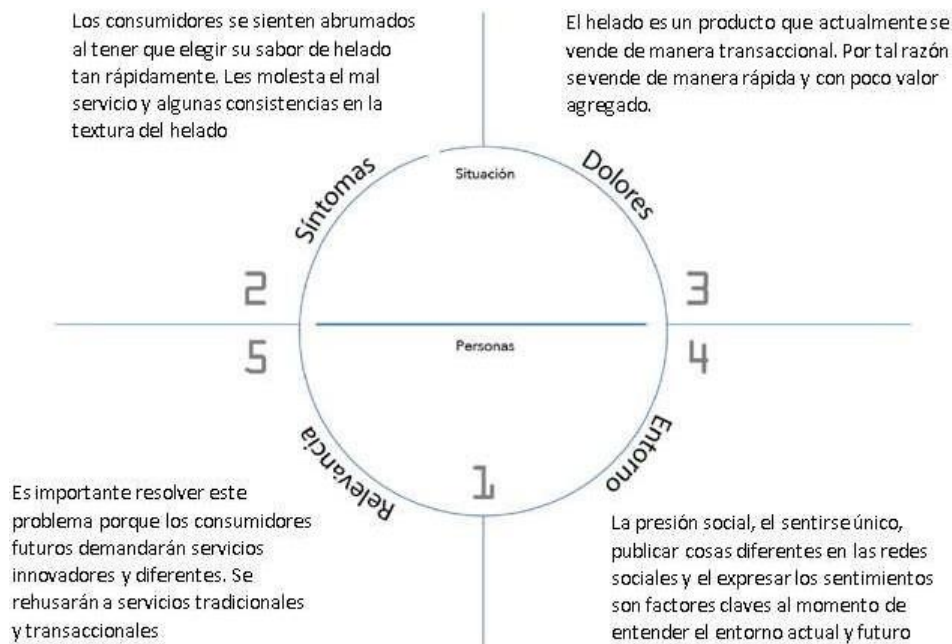 Los consumidores se sienten abrumados
al tener que elegir su sabor de helado
tan rápidamente. Les molesta el mal
servicio y algunas consistencias en la
textura del helado
El helado es un producto que actualmente se
vende de manera transaccional. Por tal razón
se vende de manera rápida y con poco valor
agregado.
Síntomas
Situación
Dolores
2
3
5
Personas
4
Relevancia
1
Entorno
Es importante resolver este
problema porque los consumidores
futuros demandarán servicios
innovadores y diferentes. Se
rehusarán a servicios tradicionales
y transaccionales
La presión social, el sentirse único,
publicar cosas diferentes en las redes
sociales y el expresar los sentimientos
son factores claves al momento de
entender el entorno actual y futuro